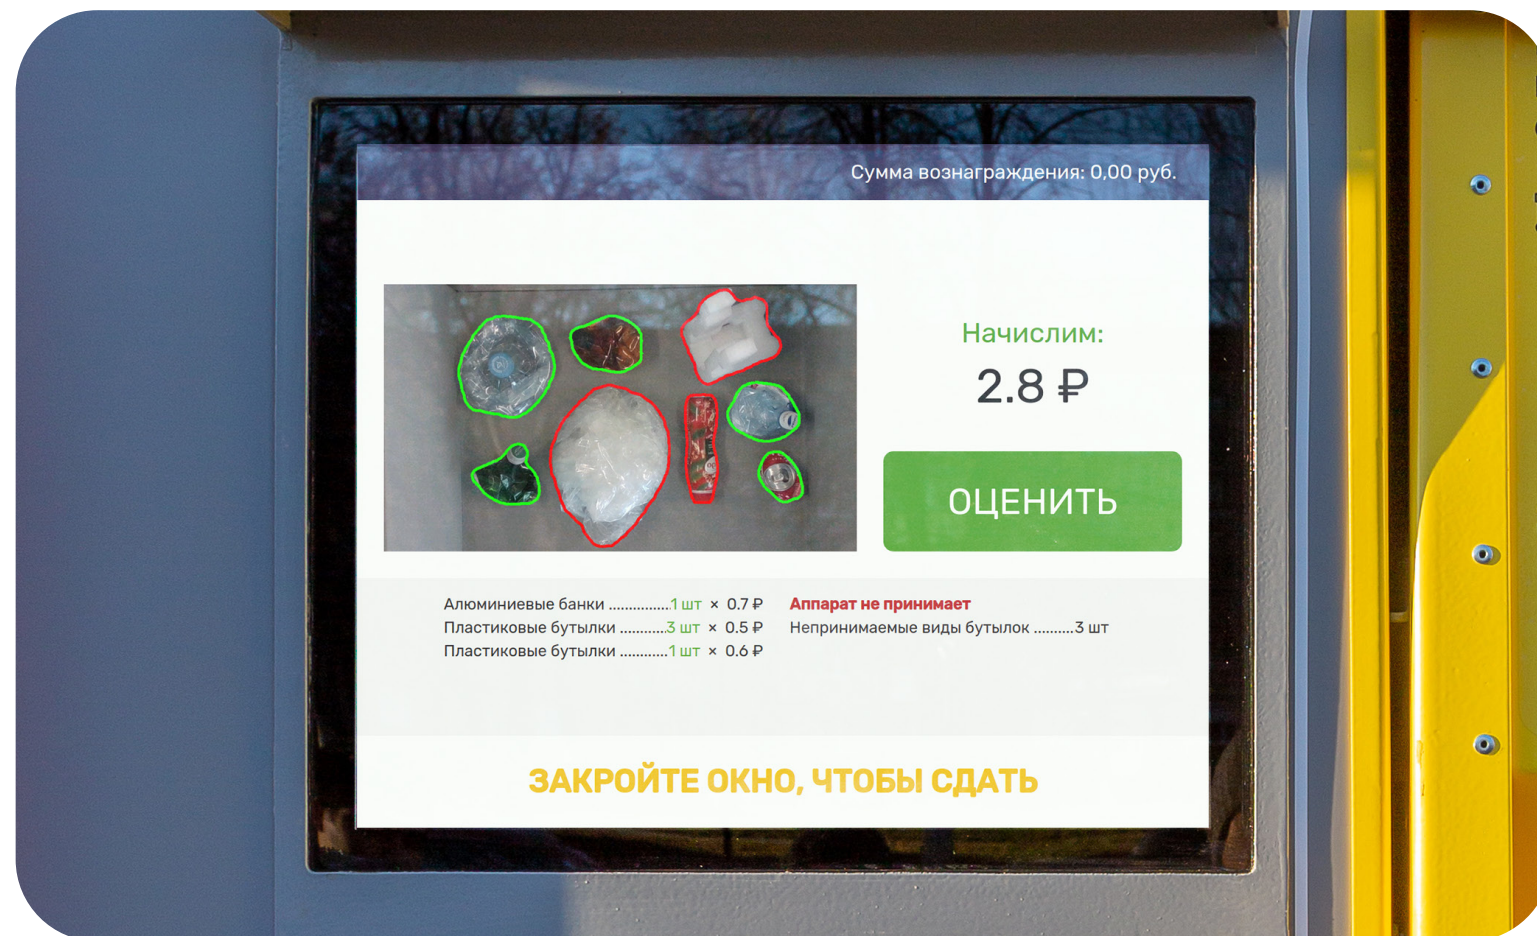 Сумма вознаграждения: 0,00 руб.
Начислим:
2.8 ₽
ОЦЕНИТЬ
Алюминиевые банки ................1 шт × 0.7 ₽
Пластиковые бутылки ............3 шт × 0.5 ₽
Пластиковые бутылки ............1 шт × 0.6 ₽
Аппарат не принимает
Непринимаемые виды бутылок ..........3 шт
ЗАКРОЙТЕ ОКНО, ЧТОБЫ СДАТЬ